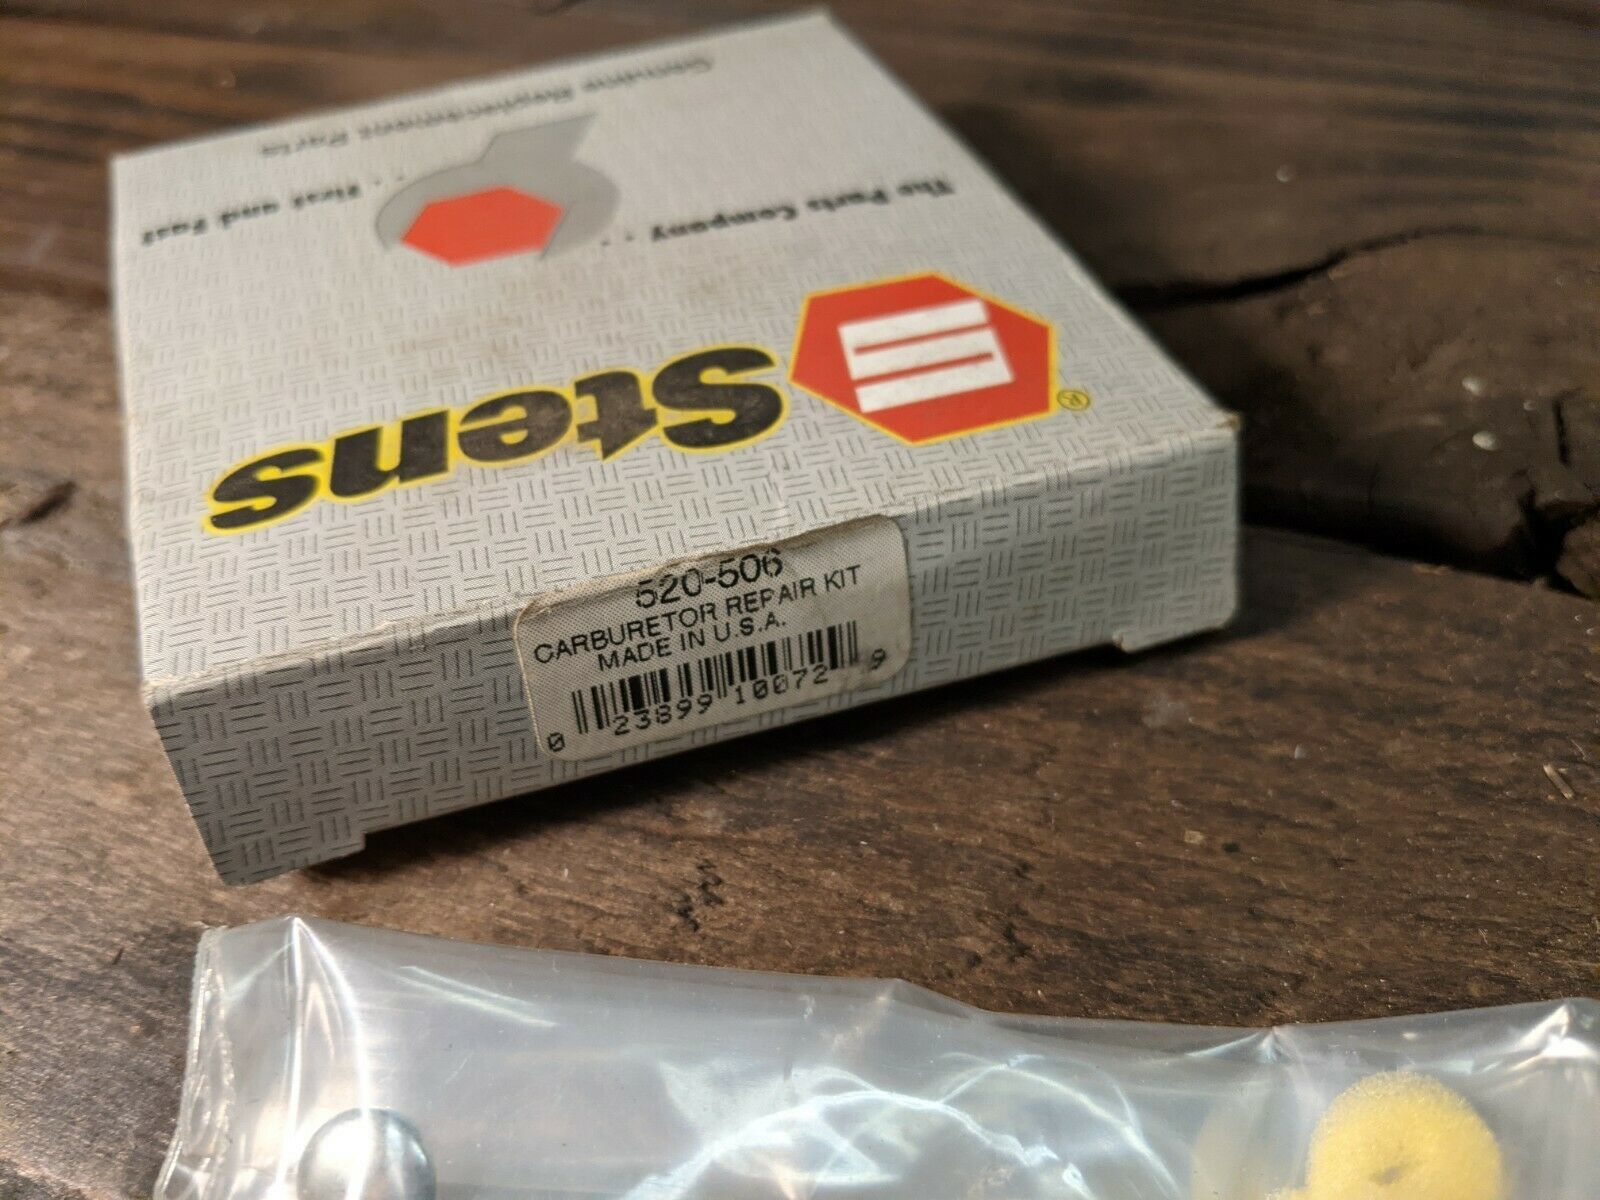 Stens
®
The Parts Company . . . . . First and Fast
Genuine Replacement Parts
520-506
CARBURETOR REPAIR KIT
MADE IN U.S.A.
0 23899 10072 9